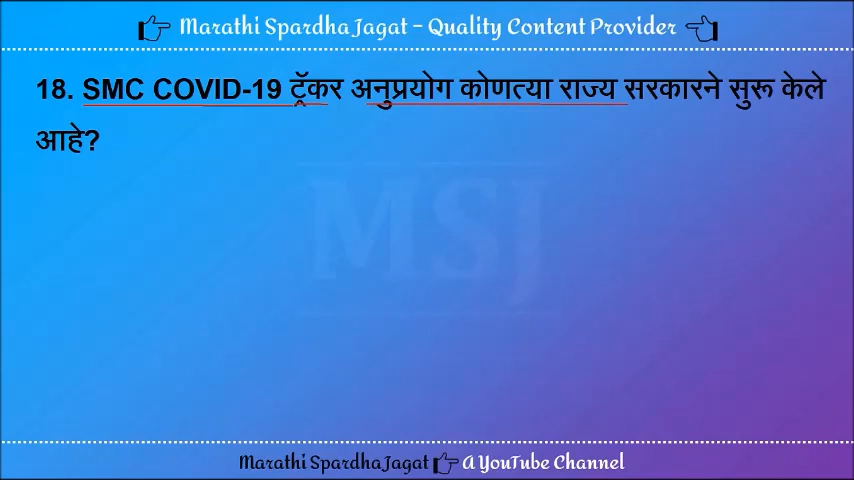 Marathi Spardha Jagat - Quality Content Provider
18. SMC COVID-19 ट्रॅकर अनुप्रयोग कोणत्या राज्य सरकारने सुरू केले
आहे?
MSJ
Marathi Spardha Jagat A YouTube Channel